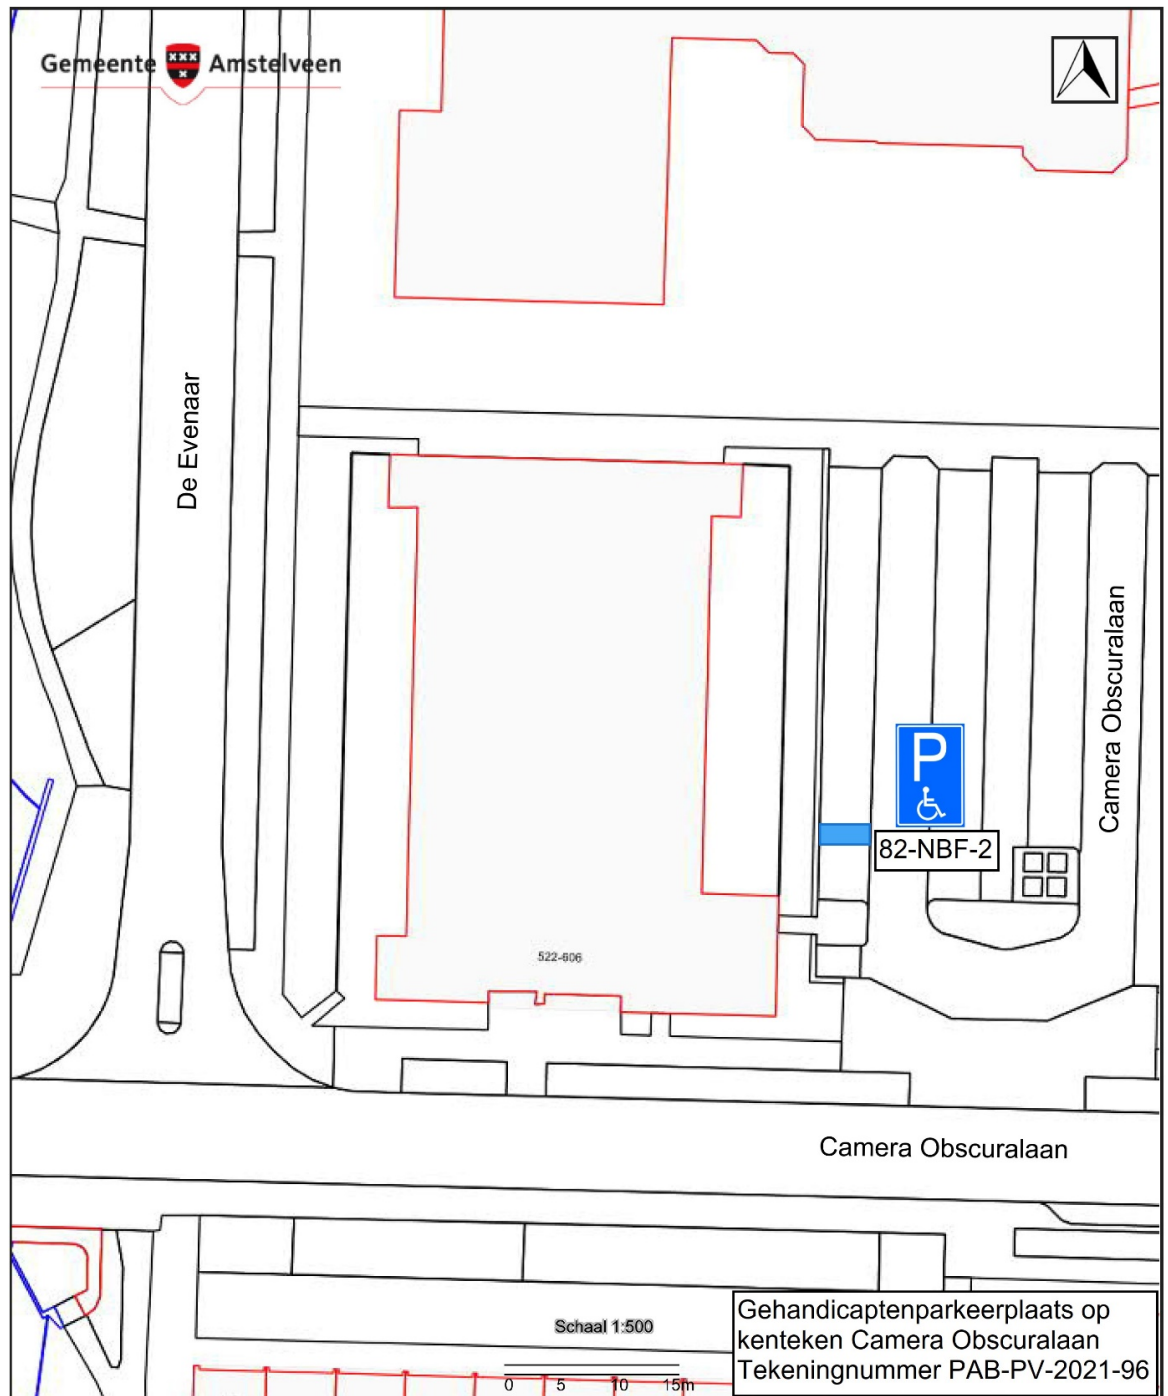 Gemeente Amstelveen
De Evenaar
Camera Obscuralaan
P
82-NBF-2
522-606
Camera Obscuralaan
Schaal 1:500
0 5 10 15m
Gehandicaptenparkeerplaats op
kenteken Camera Obscuralaan
Tekeningnummer PAB-PV-2021-96